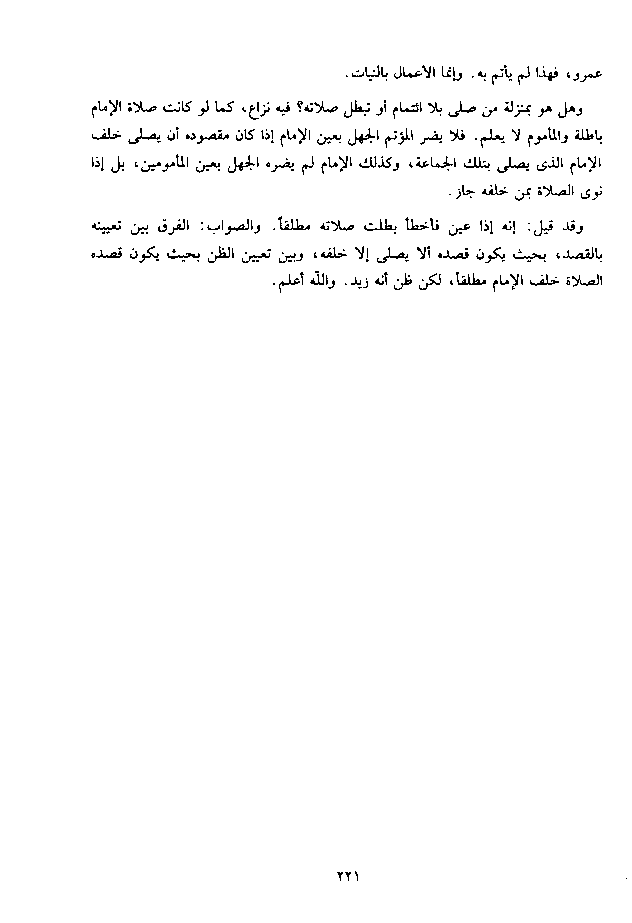 عمرو، فهذا لم يأتم به. وإنما الأعمال بالنيات.
وهل هو بمنزلة من صلى بلا ائتمام أو تبطل صلاته؟ فيه نزاع، كما لو كانت صلاة الإمام
باطلة والمأموم لا يعلم. فلا يضر المؤتم الجهل بعين الإمام إذا كان مقصوده أن يصلى خلف
الإمام الذى يصلى بتلك الجماعة، وكذلك الإمام لم يضره الجهل بعين المأمومين، بل إذا
نوى الصلاة بمن خلفه جاز.
وقد قيل: إنه إذا عين فأخطأ بطلت صلاته مطلقاً. والصواب: الفرق بين تعيينه
بالقصد، بحيث يكون قصده ألا يصلى إلا خلفه، وبين تعيين الظن بحيث يكون قصده
الصلاة خلف الإمام مطلقاً، لكن ظن أنه زيد. والله أعلم.
٢٢١